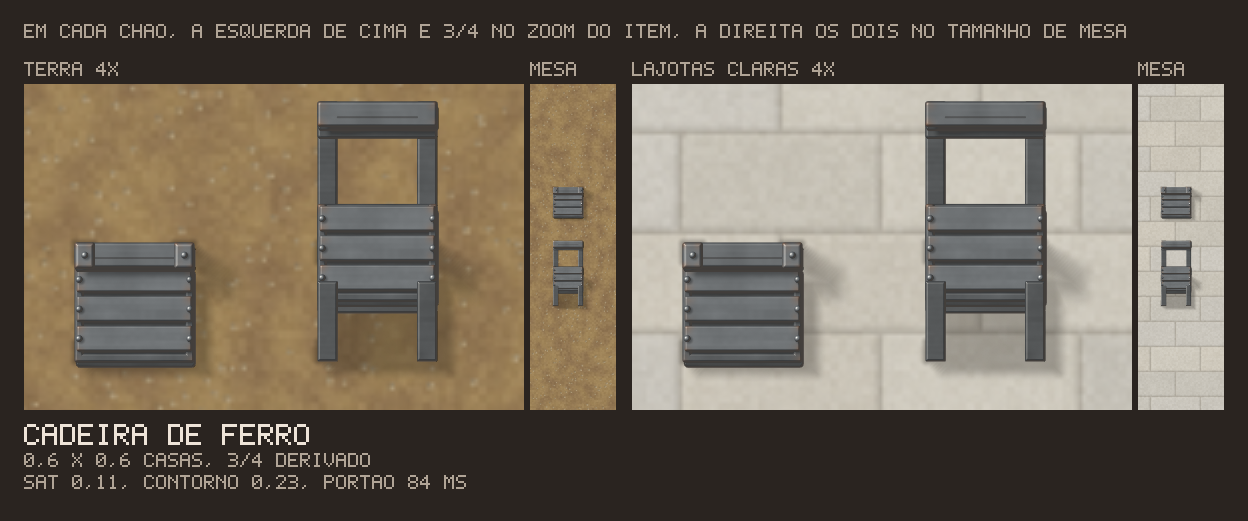 EM CADA CHAO, A ESQUERDA DE CIMA E 3/4 NO ZOOM DO ITEM, A DIREITA OS DOIS NO TAMANHO DE MESA
TERRA 4X
MESA
LAJOTAS CLARAS 4X
MESA
CADEIRA DE FERRO
0,6 X 0,6 CASAS, 3/4 DERIVADO
SAT 0,11, CONTORNO 0,23, PORTAO 84 MS